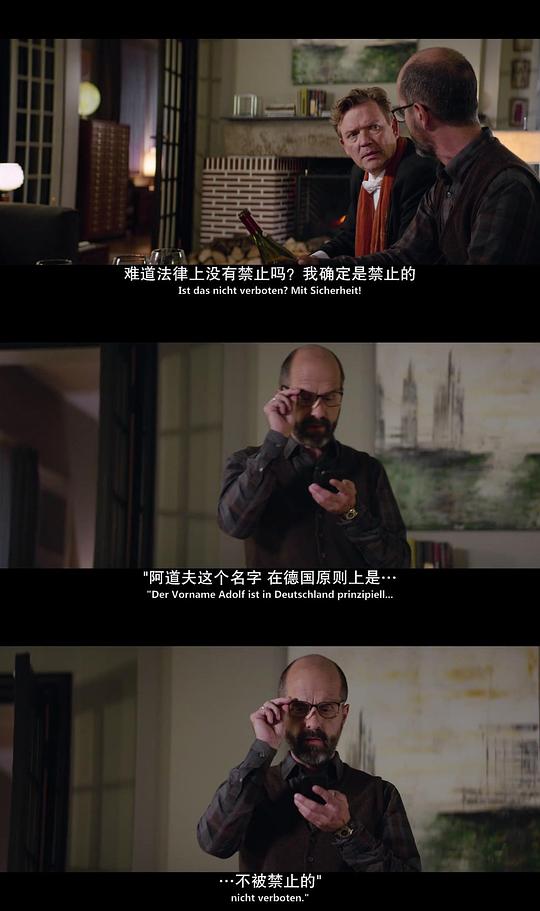 难道法律上没有禁止吗？我确定是禁止的
Ist das nicht verboten? Mit Sicherheit!
"阿道夫这个名字 在德国原则上是…
"Der Vorname Adolf ist in Deutschland prinzipiell...
…不被禁止的"
nicht verboten."